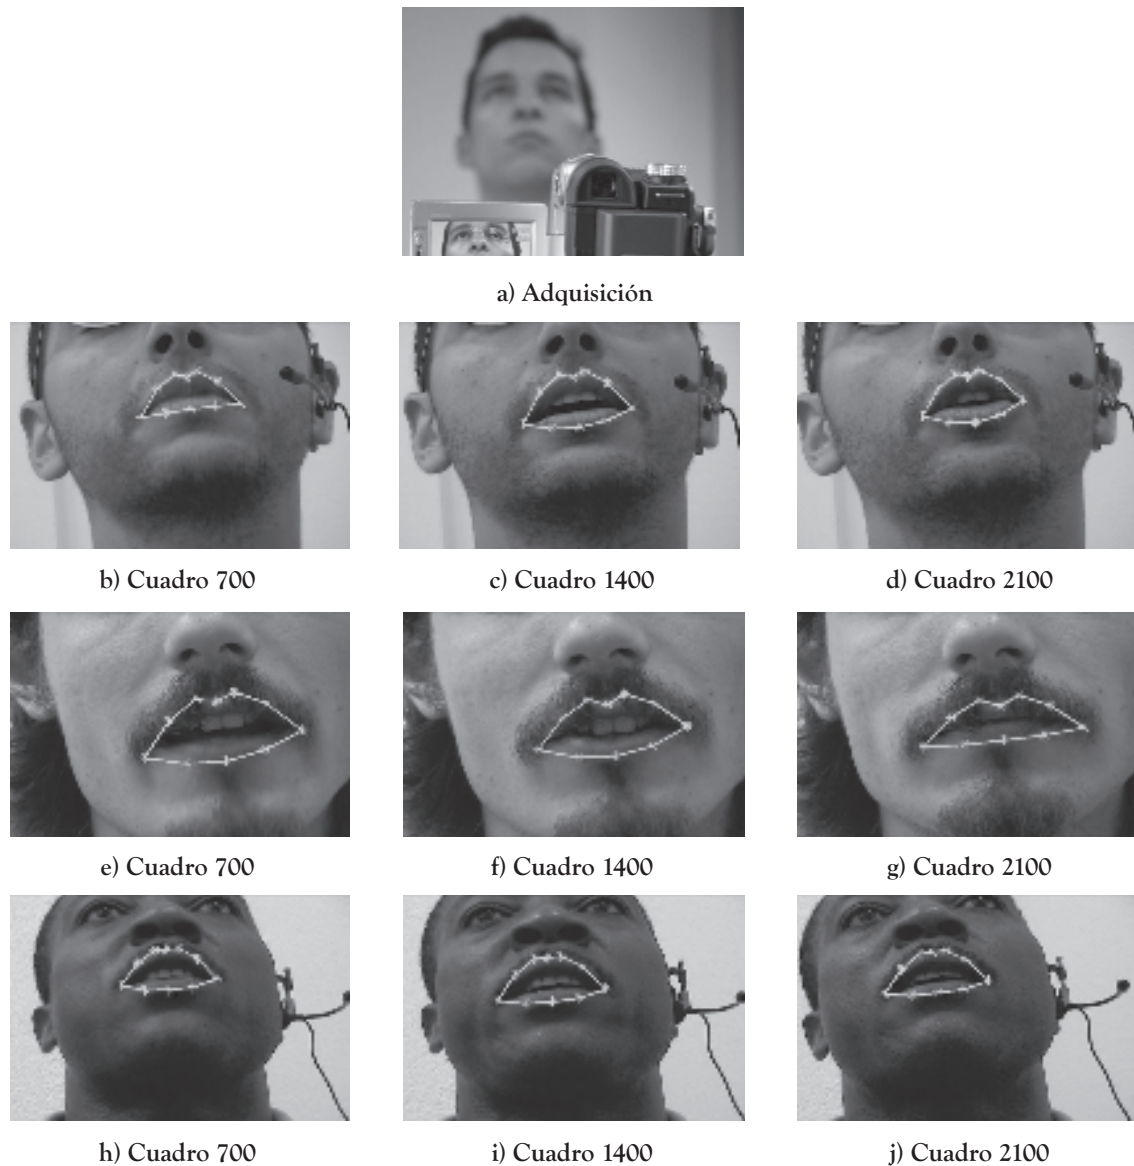 a) Adquisición
b) Cuadro 700
c) Cuadro 1400
d) Cuadro 2100
e) Cuadro 700
f) Cuadro 1400
g) Cuadro 2100
h) Cuadro 700
i) Cuadro 1400
j) Cuadro 2100